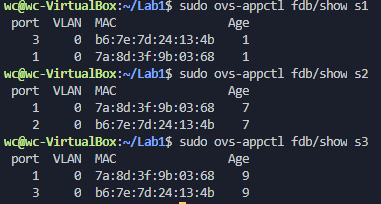 wc@wc-VirtualBox:~/Lab1$ sudo ovs-appctl fdb/show s1
port VLAN MAC Age
3 0 b6:7e:7d:24:13:4b 1
1 0 7a:8d:3f:9b:03:68 1
wc@wc-VirtualBox:~/Lab1$ sudo ovs-appctl fdb/show s2
port VLAN MAC Age
1 0 7a:8d:3f:9b:03:68 7
2 0 b6:7e:7d:24:13:4b 7
wc@wc-VirtualBox:~/Lab1$ sudo ovs-appctl fdb/show s3
port VLAN MAC Age
1 0 7a:8d:3f:9b:03:68 9
3 0 b6:7e:7d:24:13:4b 9